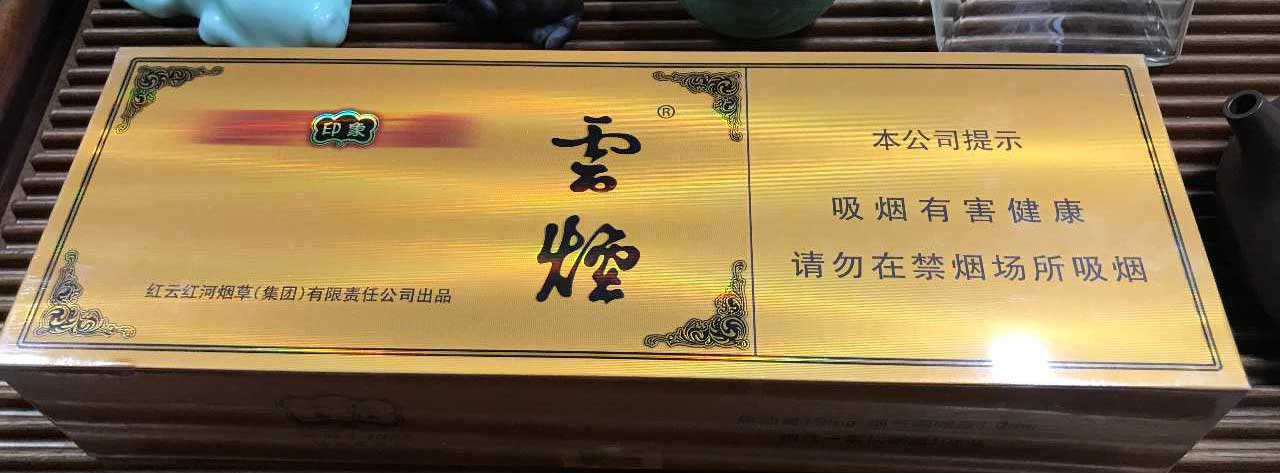 印象
雲煙
®
红云红河烟草(集团)有限责任公司出品
本公司提示
吸烟有害健康
请勿在禁烟场所吸烟